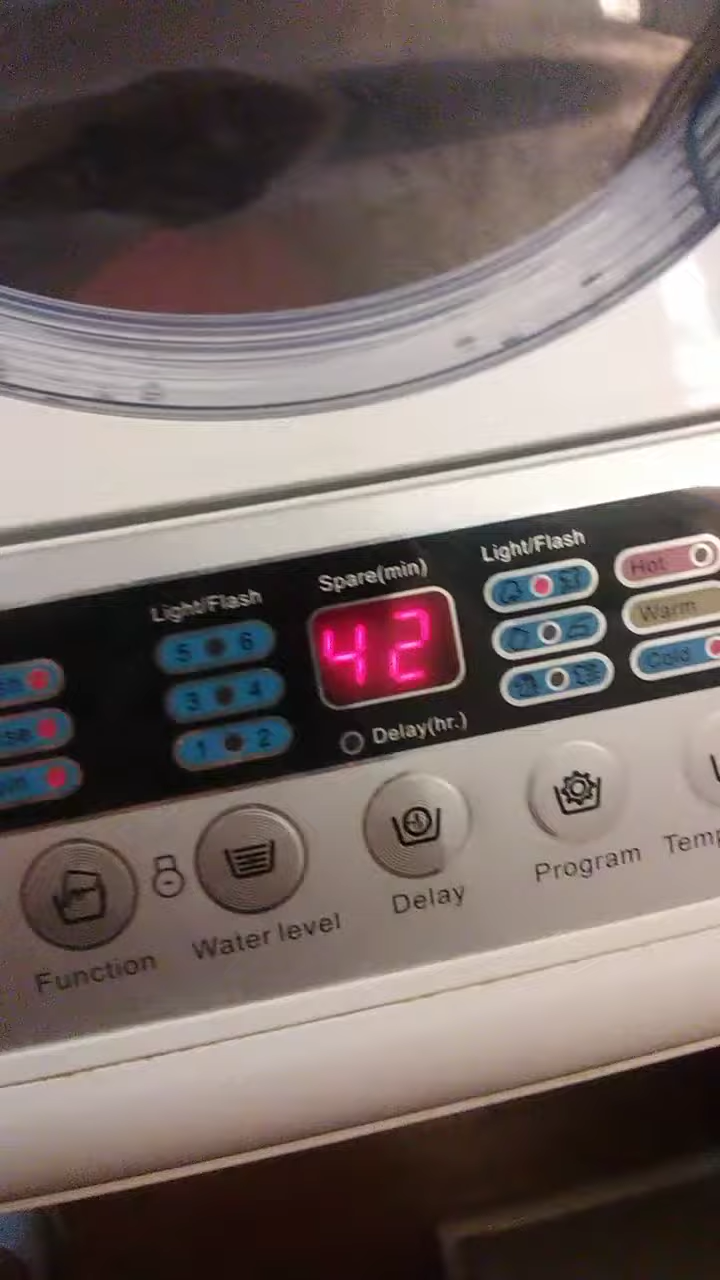 Light/Flash
5 6
3 4
1 2
Spare(min)
42
Delay(hr.)
Light/Flash
Hot
Warm
Cold
Function
Water level
Delay
Program
Temp